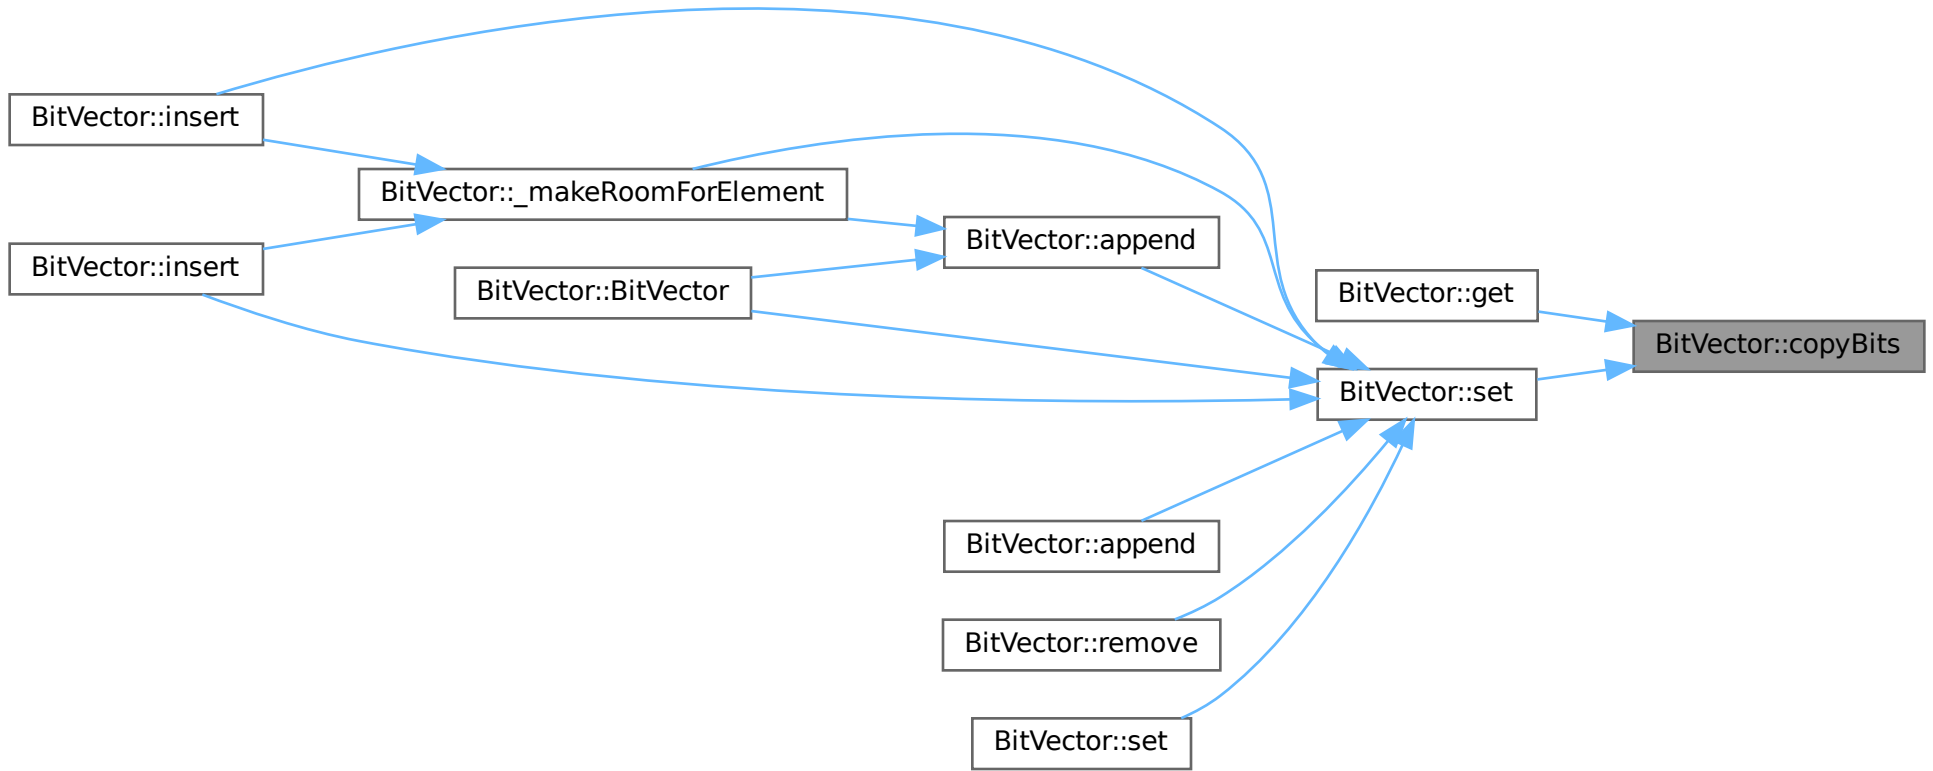 BitVector::insert
BitVector::_makeRoomForElement
BitVector::append
BitVector::insert
BitVector::BitVector
BitVector::get
BitVector::copyBits
BitVector::set
BitVector::append
BitVector::remove
BitVector::set